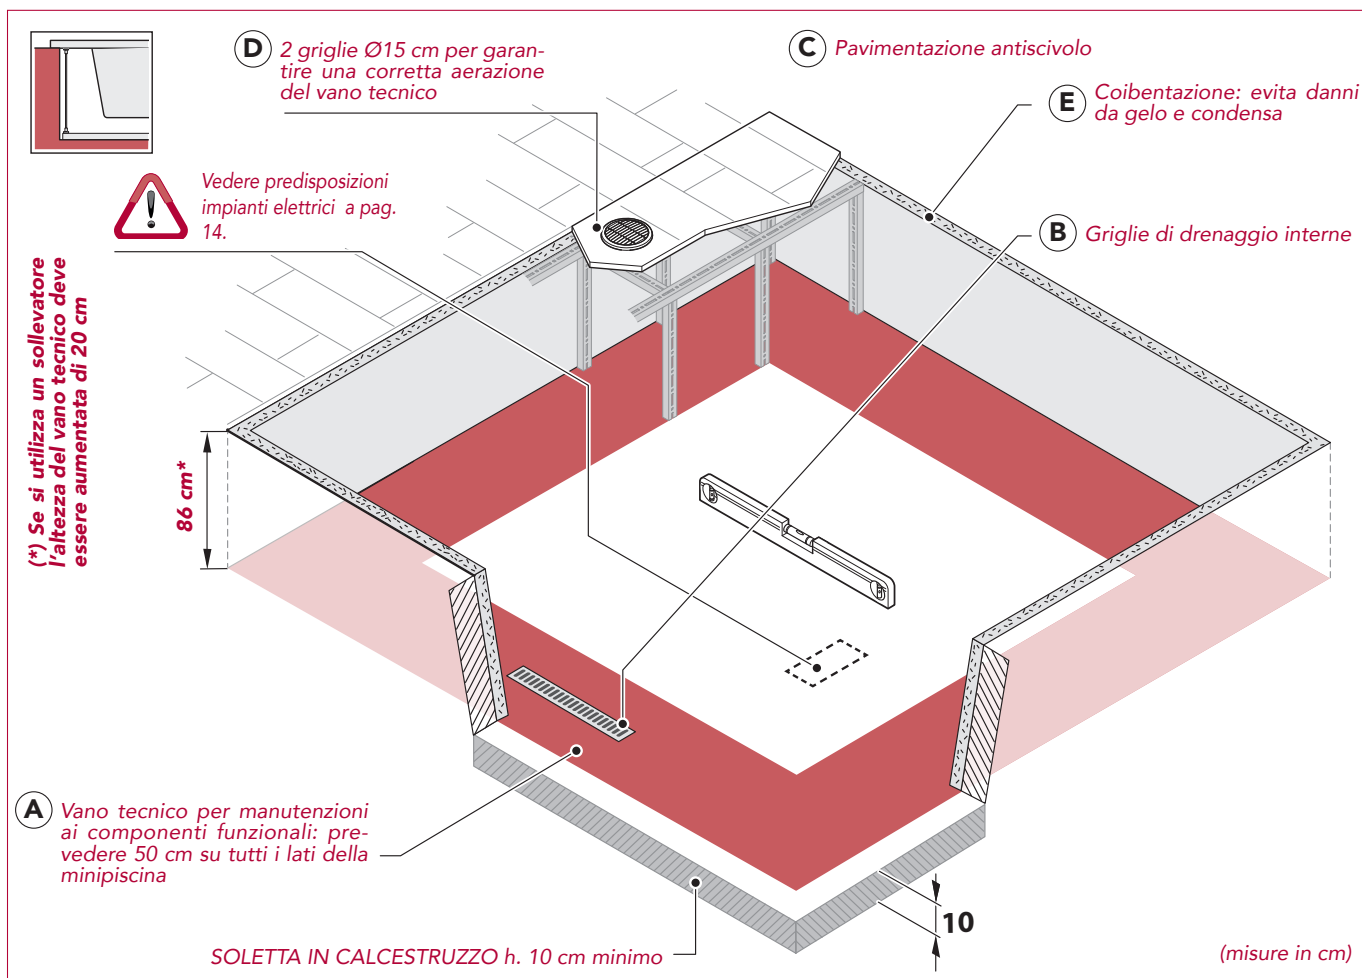 D 2 griglie Ø15 cm per garan-
tire una corretta aerazione
del vano tecnico
C Pavimentazione antiscivolo
E Coibentazione: evita danni
da gelo e condensa
Vedere predisposizioni
impianti elettrici a pag.
14.
B Griglie di drenaggio interne
(*) Se si utilizza un sollevatore
l'altezza del vano tecnico deve
essere aumentata di 20 cm
86 cm*
A Vano tecnico per manutenzioni
ai componenti funzionali: pre-
vedere 50 cm su tutti i lati della
minipiscina
10
SOLETTA IN CALCESTRUZZO h. 10 cm minimo
(misure in cm)